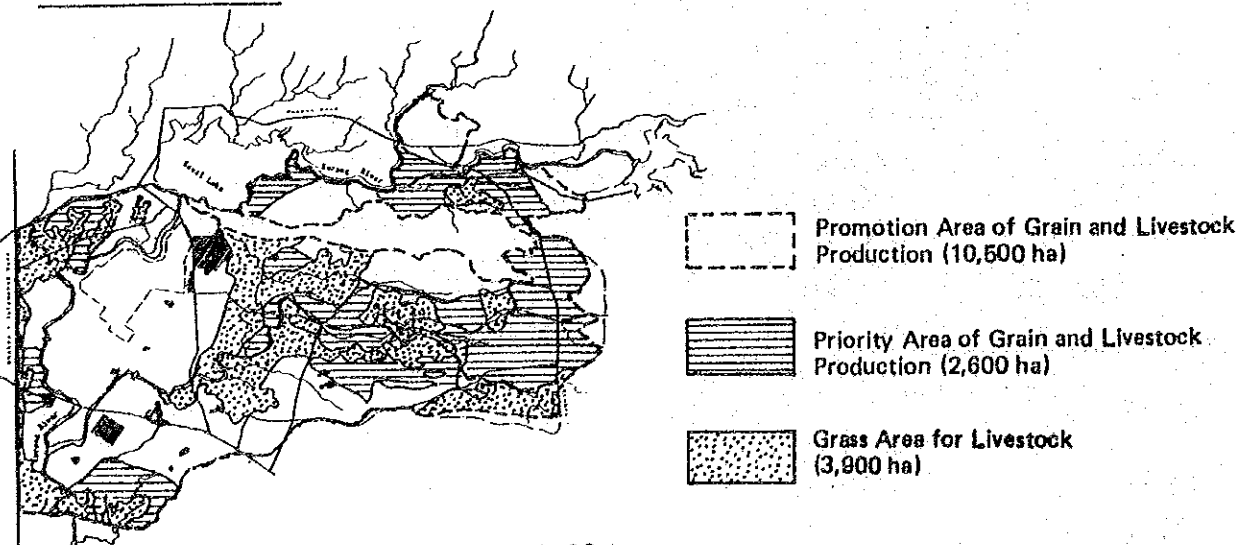 River
Promotion Area of Grain and Livestock
Production (10,500 ha)
Priority Area of Grain and Livestock
Production (2,600 ha)
Grass Area for Livestock
(3,900 ha)